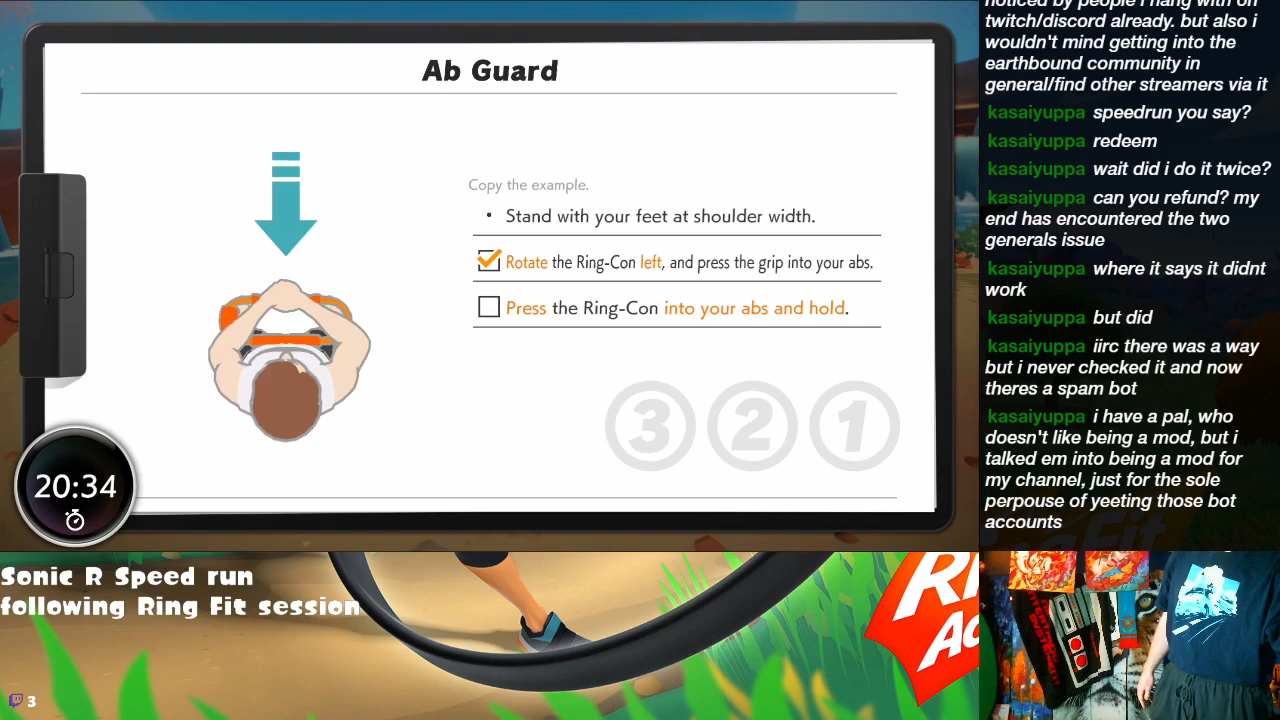 Ab Guard
Copy the example.
• Stand with your feet at shoulder width.
Rotate the Ring-Con left, and press the grip into your abs.
Press the Ring-Con into your abs and hold.
3 2 1
20:34
Sonic R Speed run
following Ring Fit session
3
noticed by people i hang with on
twitch/discord already. but also i
wouldn't mind getting into the
earthbound community in
general/find other streamers via it
kasaiyuppa speedrun you say?
kasaiyuppa redeem
kasaiyuppa wait did i do it twice?
kasaiyuppa can you refund? my
end has encountered the two
generals issue
kasaiyuppa where it says it didnt
work
kasaiyuppa but did
kasaiyuppa iirc there was a way
but i never checked it and now
theres a spam bot
kasaiyuppa i have a pal, who
doesn't like being a mod, but i
talked em into being a mod for
my channel, just for the sole
perpouse of yeeting those bot
accounts